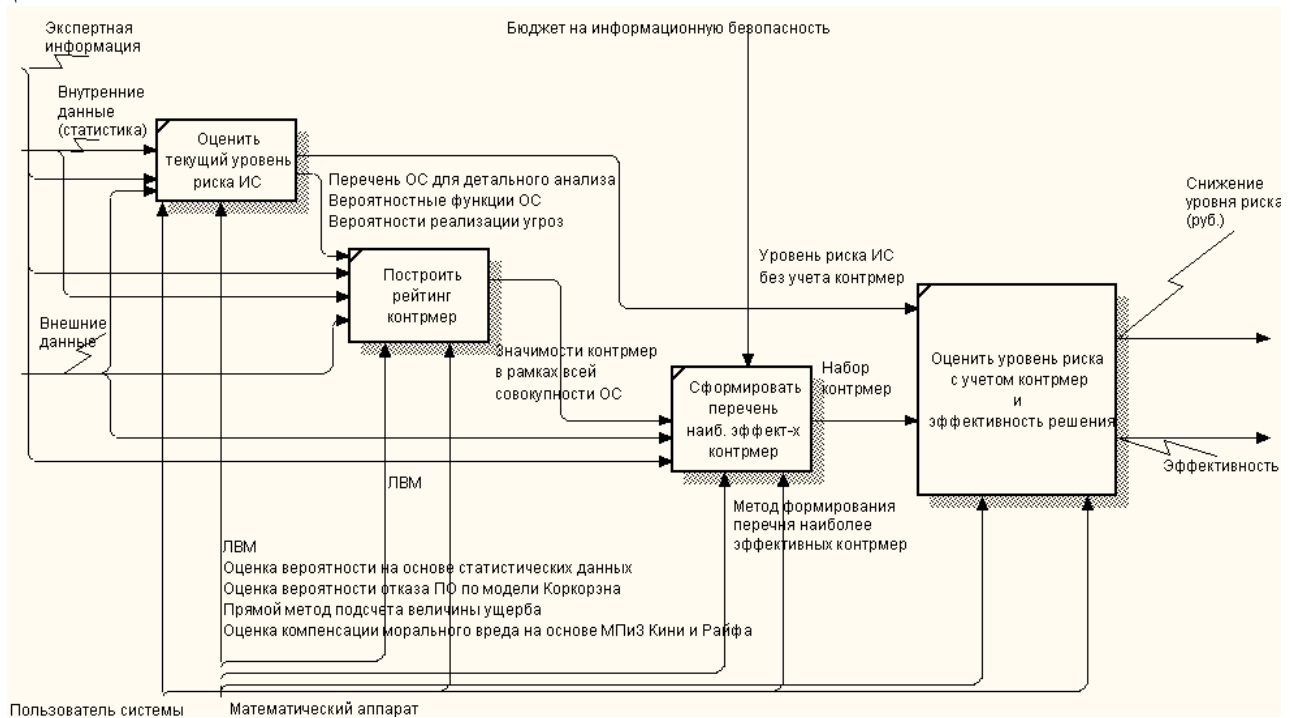 Экспертная
информация
Бюджет на информационную безопасность
Внутренние
данные
(статистика)
Оценить
текущий уровень
риска ИС
Перечень ОС для детального анализа
Вероятностные функции ОС
Вероятности реализации угроз
Снижение
уровня риска
(руб.)
Уровень риска ИС
без учета контрмер
Построить
рейтинг
контрмер
Внешние
данные
Значимости контрмер
в рамках всей
совокупности ОС
Сформировать
перечень
наиб. эффект-х
контрмер
Набор
контрмер
Оценить уровень риска
с учетом контрмер
и
эффективность решения
Эффективность
ЛВМ
Метод формирования
перечня наиболее
эффективных контрмер
ЛВМ
Оценка вероятности на основе статистических данных
Оценка вероятности отказа ПО по модели Коркорэна
Прямой метод подсчета величины ущерба
Оценка компенсации морального вреда на основе МПиЗ Кини и Райфа
Пользователь системы
Математический аппарат